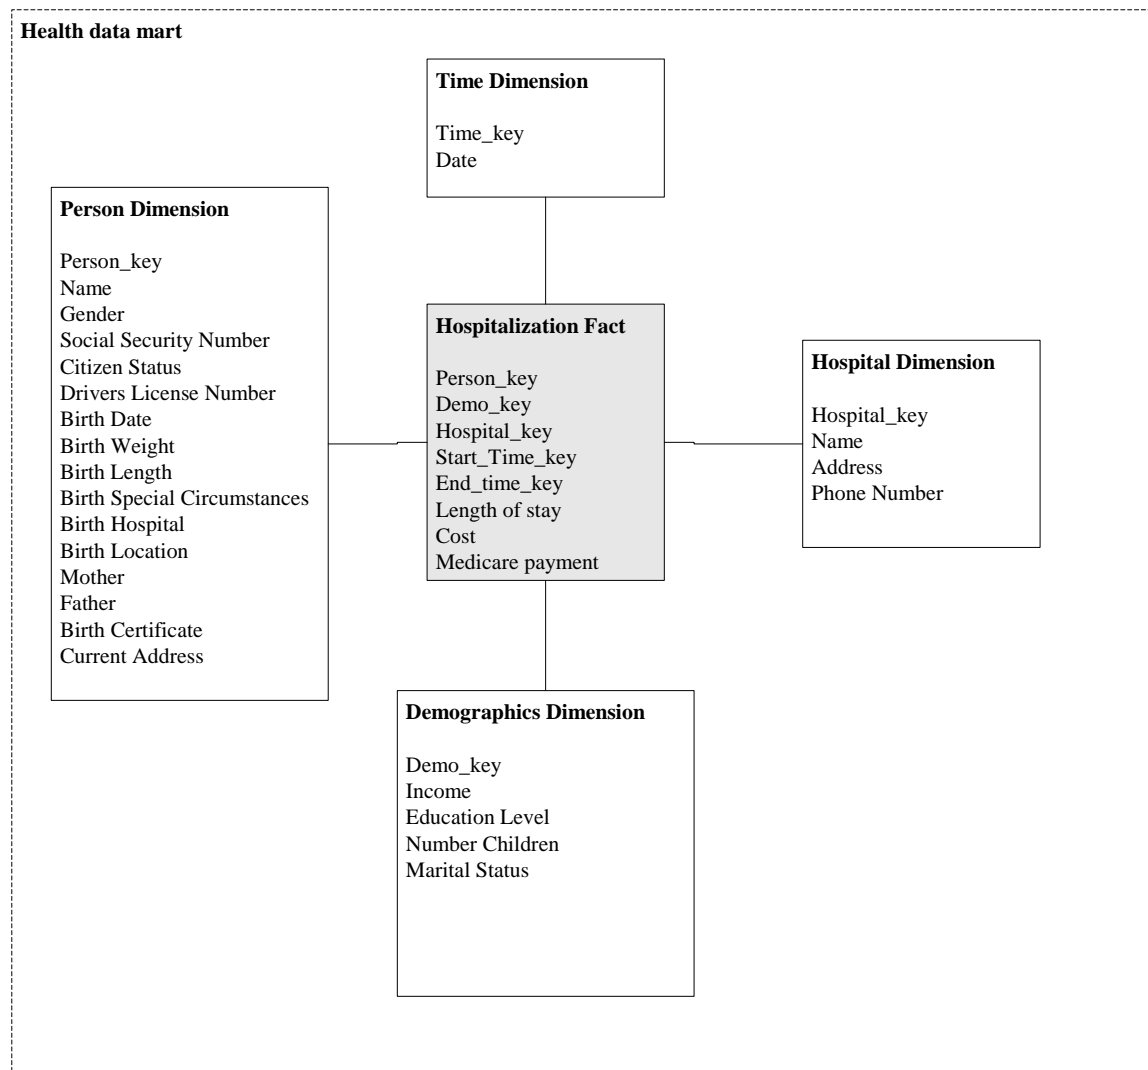 Health data mart
Time Dimension
Time_key
Date
Person Dimension
Person_key
Name
Gender
Social Security Number
Citizen Status
Drivers License Number
Birth Date
Birth Weight
Birth Length
Birth Special Circumstances
Birth Hospital
Birth Location
Mother
Father
Birth Certificate
Current Address
Hospitalization Fact
Person_key
Demo_key
Hospital_key
Start_Time_key
End_time_key
Length of stay
Cost
Medicare payment
Hospital Dimension
Hospital_key
Name
Address
Phone Number
Demographics Dimension
Demo_key
Income
Education Level
Number Children
Marital Status